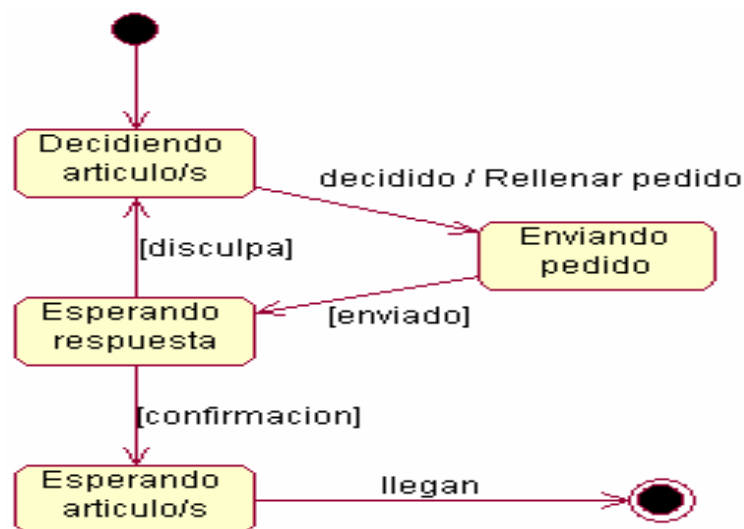 Decidiendo
articulo/s
decidido / Rellenar pedido
Enviando
pedido
[disculpa]
[enviado]
Esperando
respuesta
[confirmacion]
Esperando
articulo/s
llegan